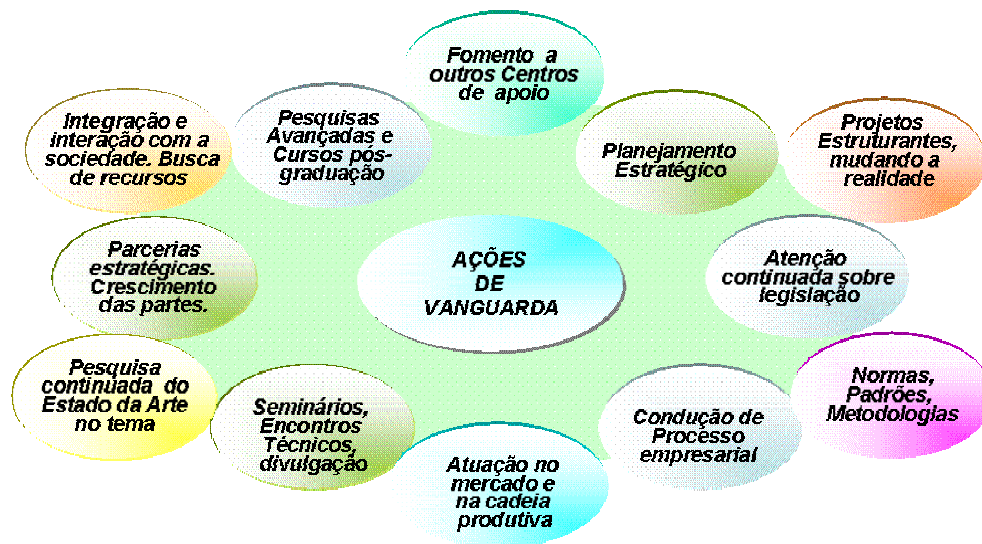 Fomento a
outros Centros
de apoio
Integração e
interação com a
sociedade. Busca
de recursos
Pesquisas
Avançadas e
Cursos pós-
graduação
Planejamento
Estratégico
Projetos
Estruturantes,
mudando a
realidade
Parcerias
estratégicas.
Crescimento
das partes.
AÇÕES
DE
VANGUARDA
Atenção
continuada sobre
legislação
Pesquisa
continuada do
Estado da Arte
no tema
Seminários,
Encontros
Técnicos,
divulgação
Atuação no
mercado e
na cadeia
produtiva
Condução de
Processo
empresarial
Normas,
Padrões,
Metodologias